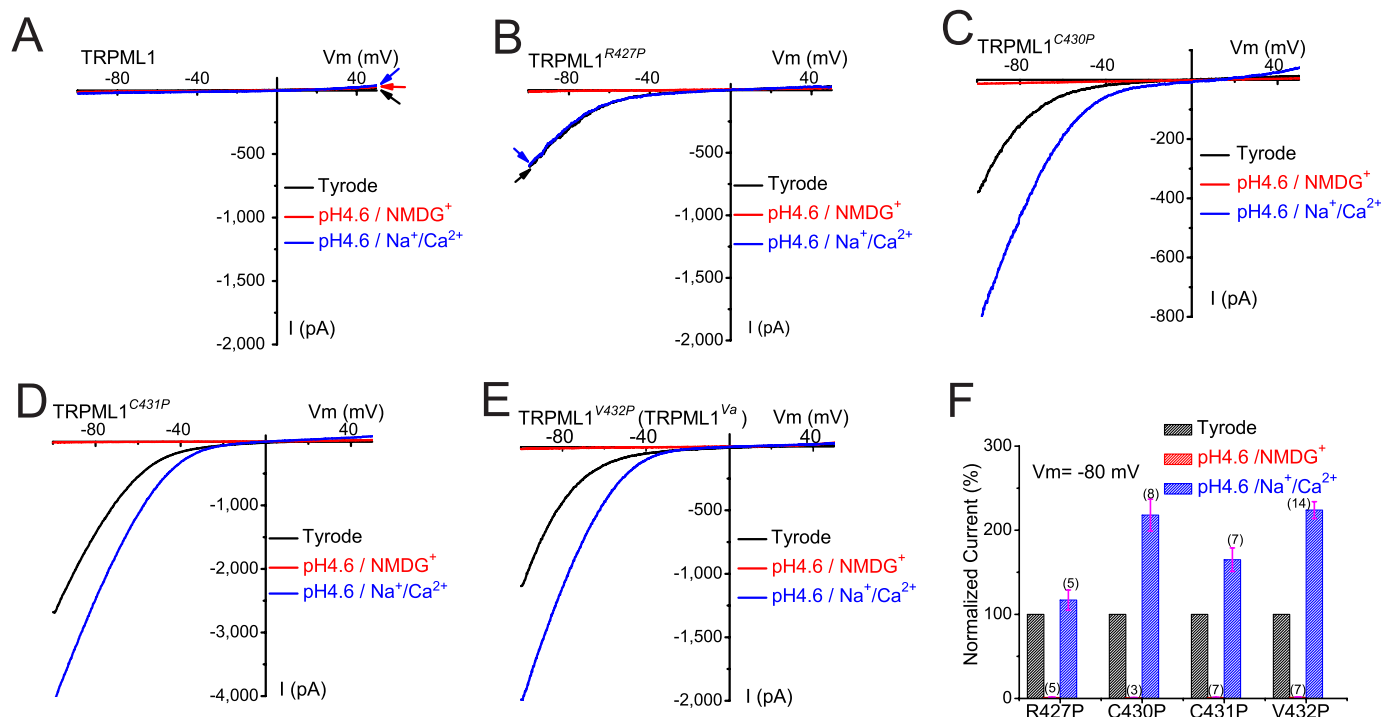 A
TRPML1
Vm (mV)
-80 -40 40
-500
-1,000
-1,500
-2,000
Tyrode
pH4.6 / NMDG⁺
pH4.6 / Na⁺/Ca²⁺
I (pA)
B
TRPML1ᴿ⁴²⁷ᴾ
Vm (mV)
-80 -40 40
-500
-1,000
-1,500
-2,000
Tyrode
pH4.6 / NMDG⁺
pH4.6 / Na⁺/Ca²⁺
I (pA)
C
TRPML1ᶜ⁴³⁰ᴾ
Vm (mV)
-80 -40 40
-200
-400
-600
-800
Tyrode
pH4.6 / NMDG⁺
pH4.6 / Na⁺/Ca²⁺
I (pA)
D
TRPML1ᶜ⁴³¹ᴾ
Vm (mV)
-80 -40 40
-1,000
-2,000
-3,000
-4,000
Tyrode
pH4.6 / NMDG⁺
pH4.6 / Na⁺/Ca²⁺
I (pA)
E
TRPML1ⱽ⁴³²ᴾ (TRPML1ⱽᵃ)
Vm (mV)
-80 -40 40
-500
-1,000
-1,500
-2,000
Tyrode
pH4.6 / NMDG⁺
pH4.6 / Na⁺/Ca²⁺
I (pA)
F
Tyrode
pH4.6 /NMDG⁺
pH4.6 /Na⁺/Ca²⁺
Vm= -80 mV
Normalized Current (%)
300
200
100
0
(5) (5) (3) (8) (7) (7) (7) (14)
R427P C430P C431P V432P